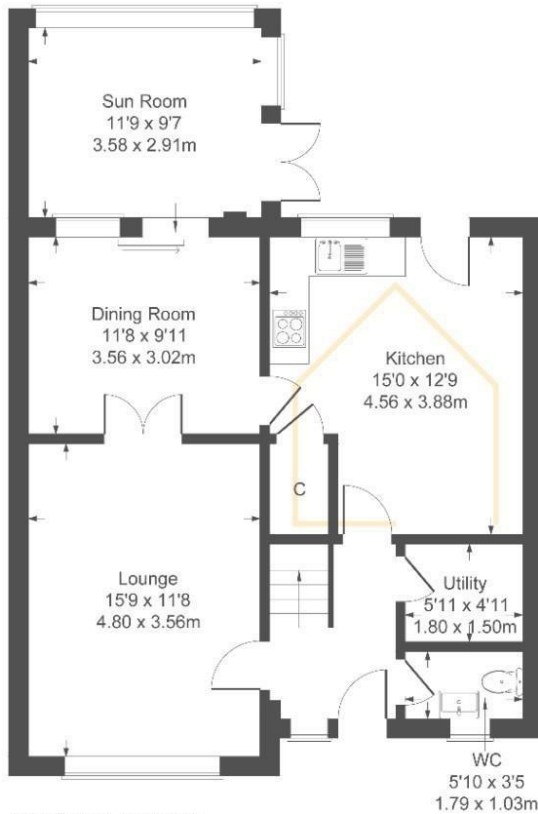 Sun Room
11'9 x 9'7
3.58 x 2.91m
Dining Room
11'8 x 9'11
3.56 x 3.02m
Kitchen
15'0 x 12'9
4.56 x 3.88m
C
Lounge
15'9 x 11'8
4.80 x 3.56m
Utility
5'11 x 4'11
1.80 x 1.50m
WC
5'10 x 3'5
1.79 x 1.03m